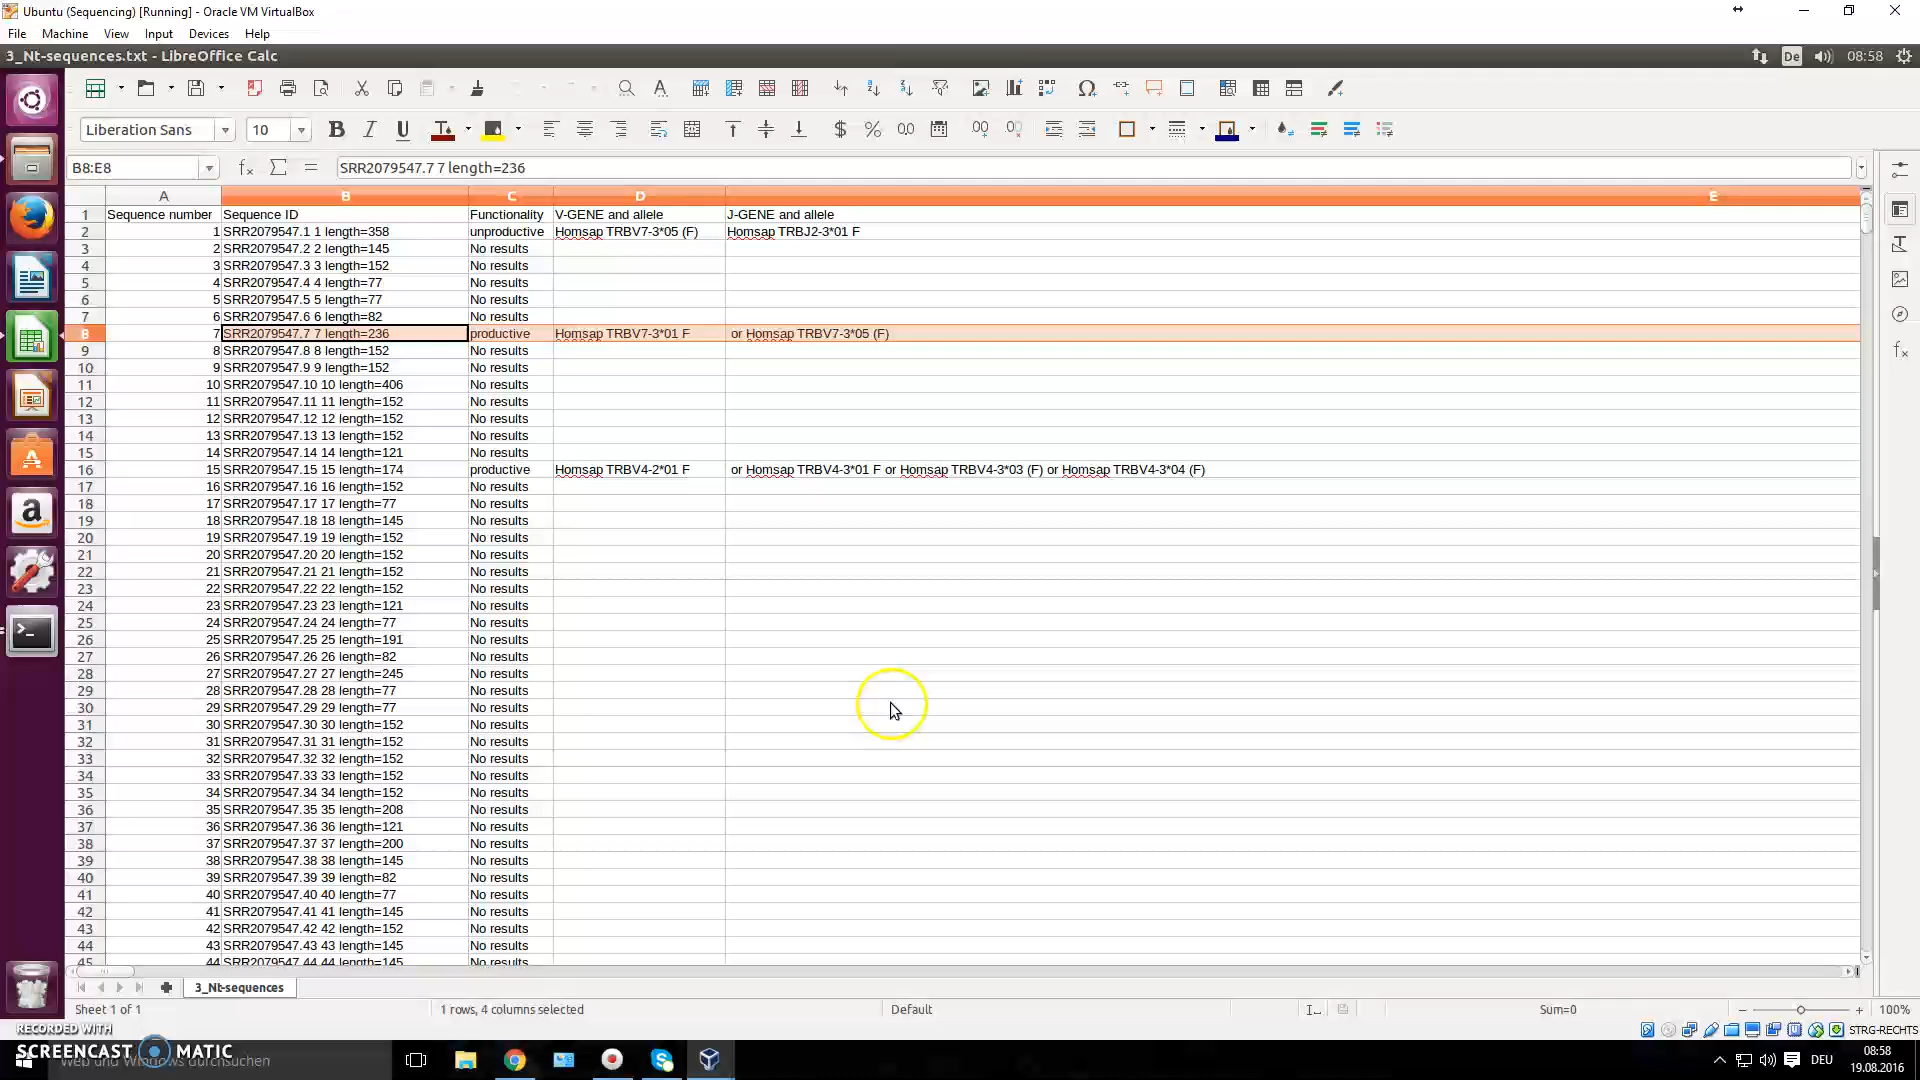 Ubuntu (Sequencing) [Running] - Oracle VM VirtualBox
File Machine View Input Devices Help
3_Nt-sequences.txt - LibreOffice Calc De 08:58
Liberation Sans 10
B8:E8 SRR2079547.7 7 length=236
A B C D E
1 Sequence number Sequence ID Functionality V-GENE and allele J-GENE and allele
2 1 SRR2079547.1 1 length=358 unproductive Homsap TRBV7-3*05 (F) Homsap TRBJ2-3*01 F
3 2 SRR2079547.2 2 length=145 No results
4 3 SRR2079547.3 3 length=152 No results
5 4 SRR2079547.4 4 length=77 No results
6 5 SRR2079547.5 5 length=77 No results
7 6 SRR2079547.6 6 length=82 No results
8 7 SRR2079547.7 7 length=236 productive Homsap TRBV7-3*01 F or Homsap TRBV7-3*05 (F)
9 8 SRR2079547.8 8 length=152 No results
10 9 SRR2079547.9 9 length=152 No results
11 10 SRR2079547.10 10 length=406 No results
12 11 SRR2079547.11 11 length=152 No results
13 12 SRR2079547.12 12 length=152 No results
14 13 SRR2079547.13 13 length=152 No results
15 14 SRR2079547.14 14 length=121 No results
16 15 SRR2079547.15 15 length=174 productive Homsap TRBV4-2*01 F or Homsap TRBV4-3*01 F or Homsap TRBV4-3*03 (F) or Homsap TRBV4-3*04 (F)
17 16 SRR2079547.16 16 length=152 No results
18 17 SRR2079547.17 17 length=77 No results
19 18 SRR2079547.18 18 length=145 No results
20 19 SRR2079547.19 19 length=152 No results
21 20 SRR2079547.20 20 length=152 No results
22 21 SRR2079547.21 21 length=152 No results
23 22 SRR2079547.22 22 length=152 No results
24 23 SRR2079547.23 23 length=121 No results
25 24 SRR2079547.24 24 length=77 No results
26 25 SRR2079547.25 25 length=191 No results
27 26 SRR2079547.26 26 length=82 No results
28 27 SRR2079547.27 27 length=245 No results
29 28 SRR2079547.28 28 length=77 No results
30 29 SRR2079547.29 29 length=77 No results
31 30 SRR2079547.30 30 length=152 No results
32 31 SRR2079547.31 31 length=152 No results
33 32 SRR2079547.32 32 length=152 No results
34 33 SRR2079547.33 33 length=152 No results
35 34 SRR2079547.34 34 length=152 No results
36 35 SRR2079547.35 35 length=208 No results
37 36 SRR2079547.36 36 length=121 No results
38 37 SRR2079547.37 37 length=200 No results
39 38 SRR2079547.38 38 length=145 No results
40 39 SRR2079547.39 39 length=82 No results
41 40 SRR2079547.40 40 length=77 No results
42 41 SRR2079547.41 41 length=145 No results
43 42 SRR2079547.42 42 length=152 No results
44 43 SRR2079547.43 43 length=145 No results
45 44 SRR2079547.44 44 length=145 No results
3_Nt-sequences
Sheet 1 of 1 1 rows, 4 columns selected Default Sum=0 100%
RECORDED WITH STRG-RECHTS
SCREENCAST MATIC
Web und Windows durchsuchen DEU 08:58
19.08.2016